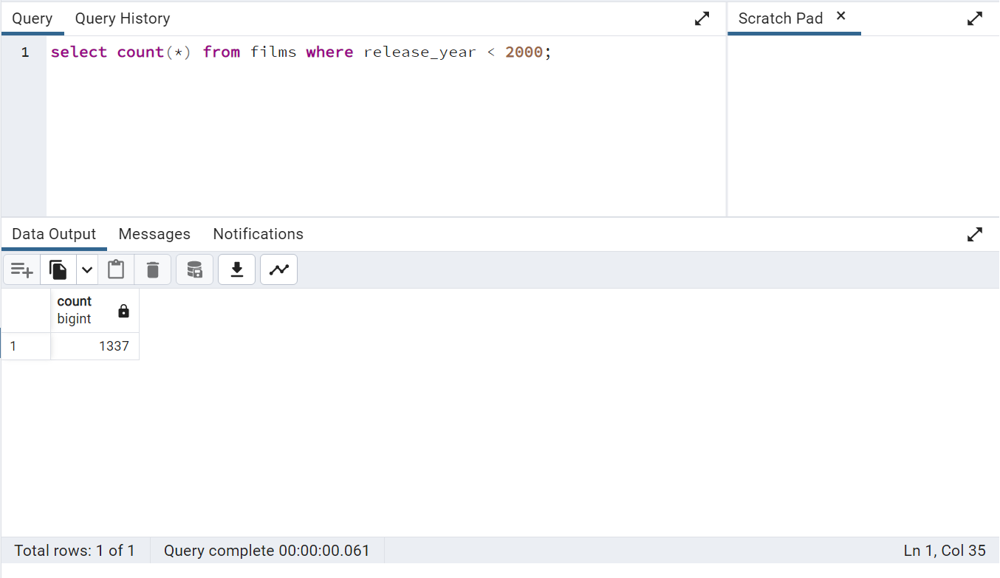 Query Query History Scratch Pad ×
1 select count(*) from films where release_year < 2000;
Data Output Messages Notifications
count
bigint
1 1337
Total rows: 1 of 1 Query complete 00:00:00.061 Ln 1, Col 35